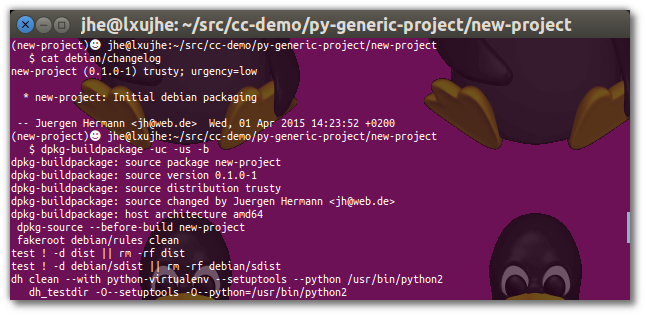 jhe@lxujhe: ~/src/cc-demo/py-generic-project/new-project
(new-project)☻ jhe@lxujhe:~/src/cc-demo/py-generic-project/new-project
$ cat debian/changelog
new-project (0.1.0-1) trusty; urgency=low
* new-project: Initial debian packaging
-- Juergen Hermann <jh@web.de>  Wed, 01 Apr 2015 14:23:52 +0200
(new-project)☻ jhe@lxujhe:~/src/cc-demo/py-generic-project/new-project
$ dpkg-buildpackage -uc -us -b
dpkg-buildpackage: source package new-project
dpkg-buildpackage: source version 0.1.0-1
dpkg-buildpackage: source distribution trusty
dpkg-buildpackage: source changed by Juergen Hermann <jh@web.de>
dpkg-buildpackage: host architecture amd64
dpkg-source --before-build new-project
fakeroot debian/rules clean
test ! -d dist || rm -rf dist
test ! -d debian/sdist || rm -rf debian/sdist
dh clean --with python-virtualenv --setuptools --python /usr/bin/python2
dh_testdir -O--setuptools -O--python=/usr/bin/python2